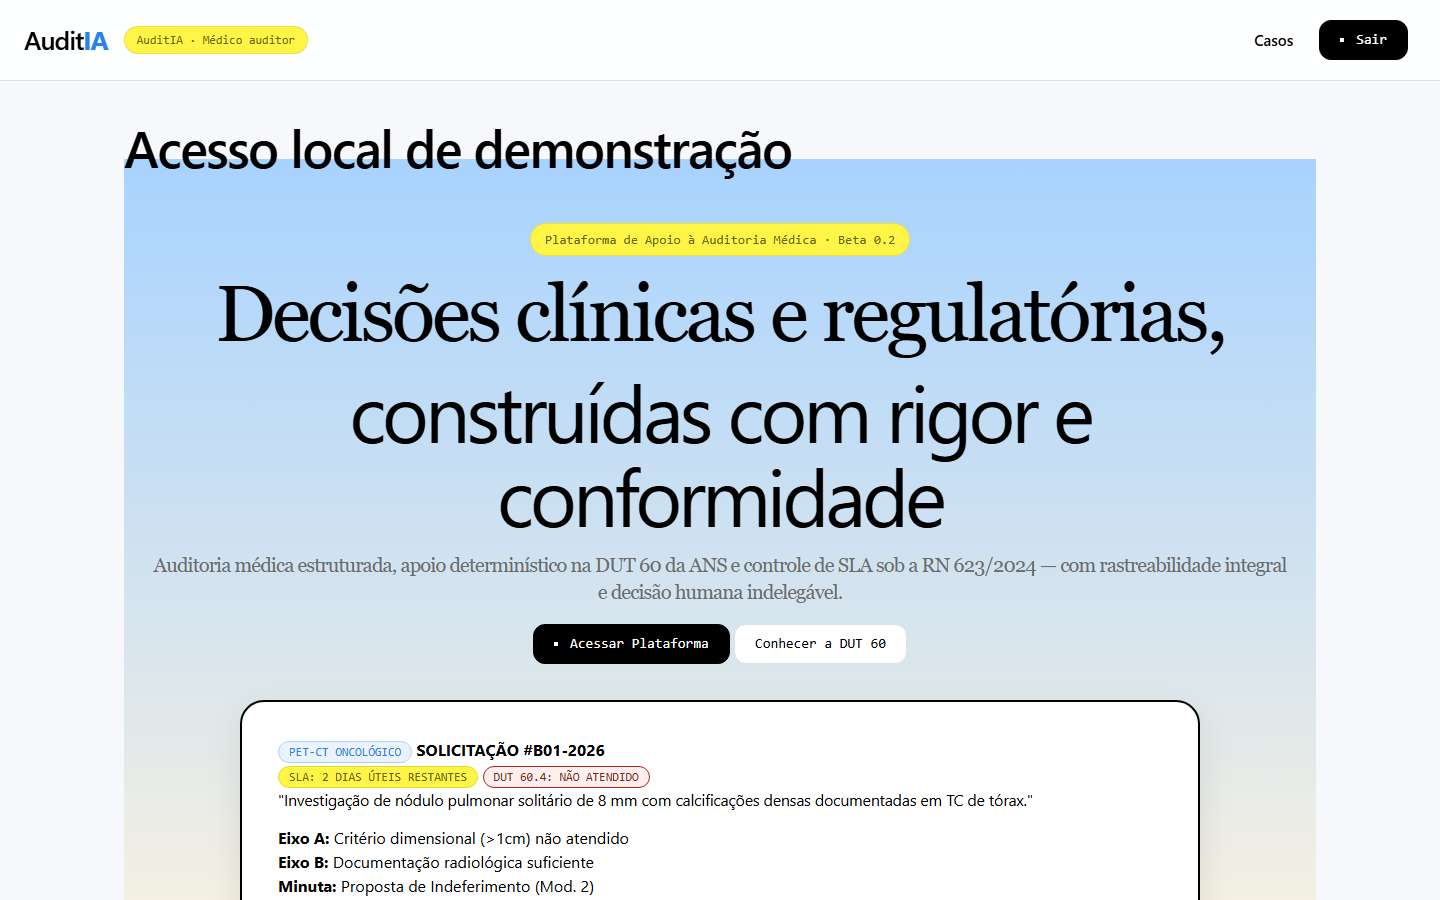 AuditIA
AuditIA · Médico auditor
Casos
▪ Sair
Acesso local de demonstração
Plataforma de Apoio à Auditoria Médica · Beta 0.2
Decisões clínicas e regulatórias,
construídas com rigor e
conformidade
Auditoria médica estruturada, apoio determinístico na DUT 60 da ANS e controle de SLA sob a RN 623/2024 — com rastreabilidade integral
e decisão humana indelegável.
▪ Acessar Plataforma
Conhecer a DUT 60
PET-CT ONCOLÓGICO SOLICITAÇÃO #B01-2026
SLA: 2 DIAS ÚTEIS RESTANTES DUT 60.4: NÃO ATENDIDO
"Investigação de nódulo pulmonar solitário de 8 mm com calcificações densas documentadas em TC de tórax."
Eixo A: Critério dimensional (>1cm) não atendido
Eixo B: Documentação radiológica suficiente
Minuta: Proposta de Indeferimento (Mod. 2)